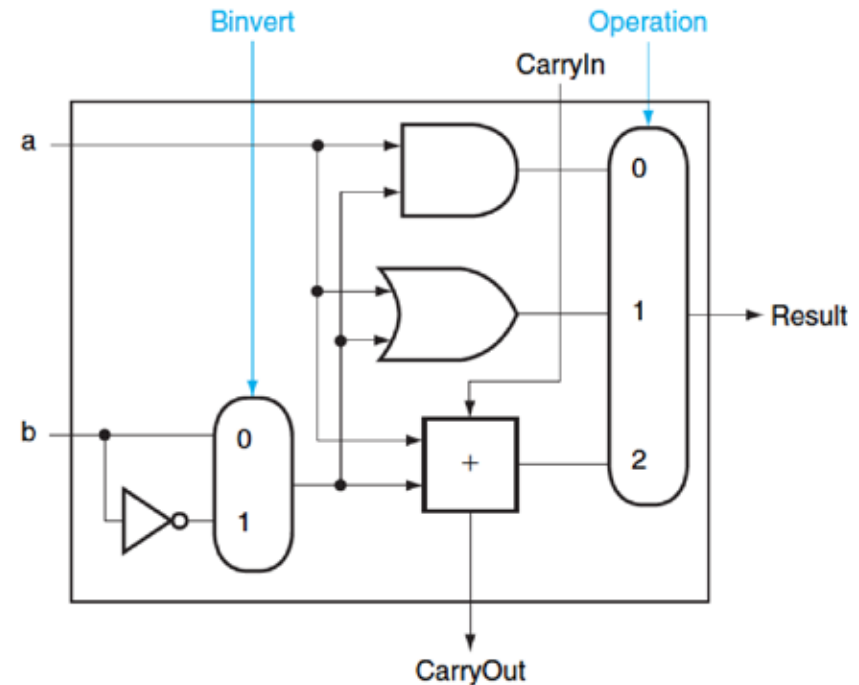 Binvert
Operation
CarryIn
a
0
1
Result
b
0
+
2
1
CarryOut